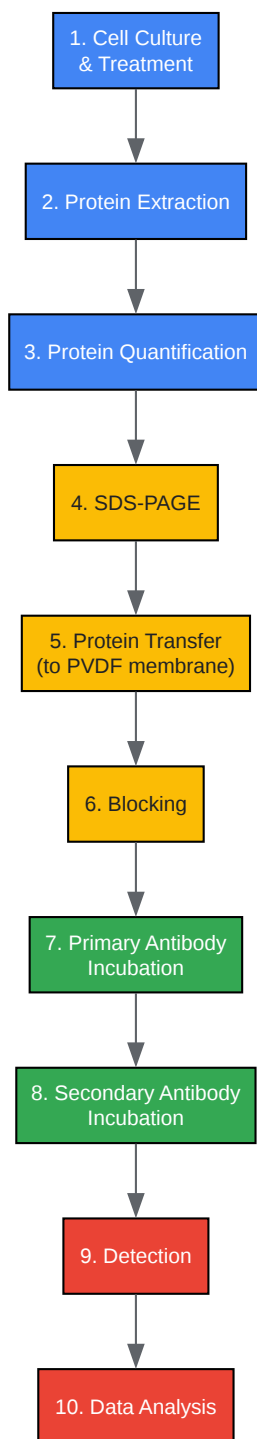 1. Cell Culture
& Treatment
2. Protein Extraction
3. Protein Quantification
4. SDS-PAGE
5. Protein Transfer
(to PVDF membrane)
6. Blocking
7. Primary Antibody
Incubation
8. Secondary Antibody
Incubation
9. Detection
10. Data Analysis